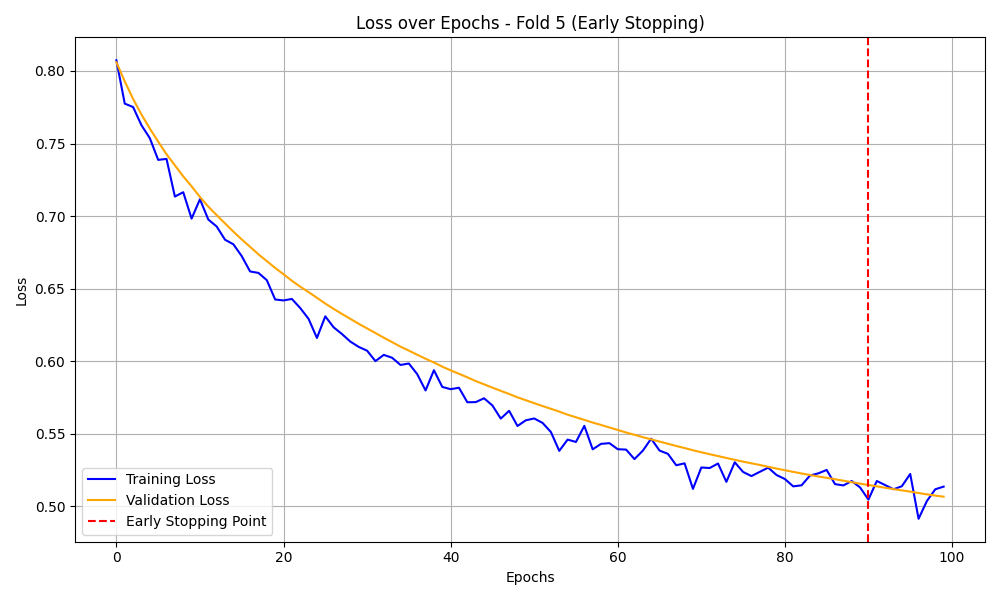 Loss over Epochs - Fold 5 (Early Stopping)
Loss
0.80
0.75
0.70
0.65
0.60
0.55
0.50
Training Loss
Validation Loss
Early Stopping Point
0 20 40 60 80 100
Epochs